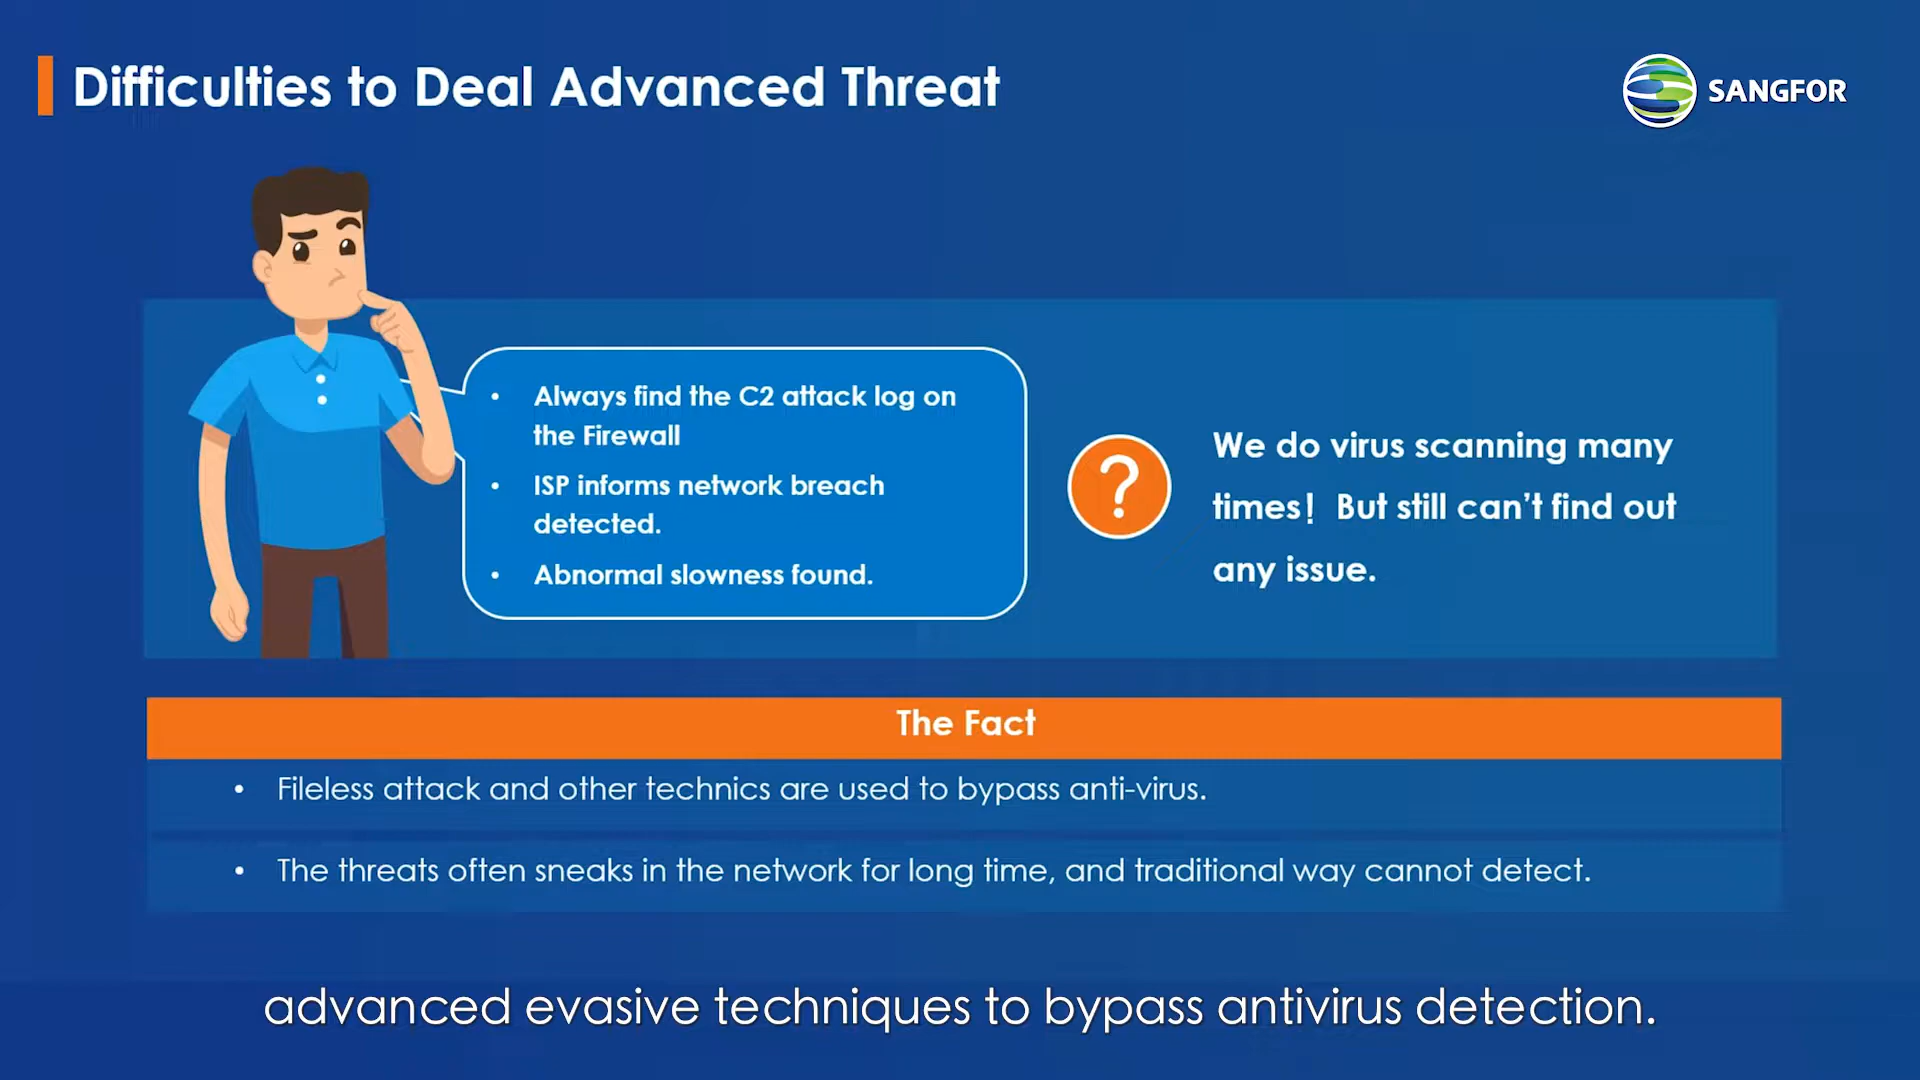 Difficulties to Deal Advanced Threat
SANGFOR
• Always find the C2 attack log on
the Firewall
• ISP informs network breach
detected.
• Abnormal slowness found.
?
We do virus scanning many
times! But still can't find out
any issue.
The Fact
• Fileless attack and other technics are used to bypass anti-virus.
• The threats often sneaks in the network for long time, and traditional way cannot detect.
advanced evasive techniques to bypass antivirus detection.